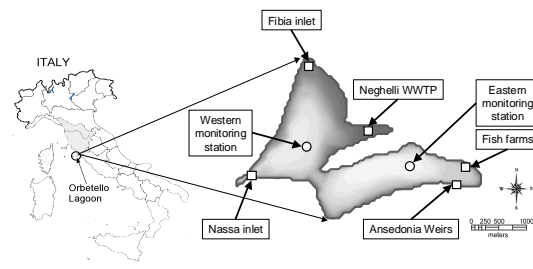 Fibia inlet
ITALY
Neghelli WWTP
Eastern
monitoring
station
Western
monitoring
station
Fish farms
Orbetello
Lagoon
Nassa inlet
Ansedonia Weirs
N
W
E
S
0 250 500 1000
meters